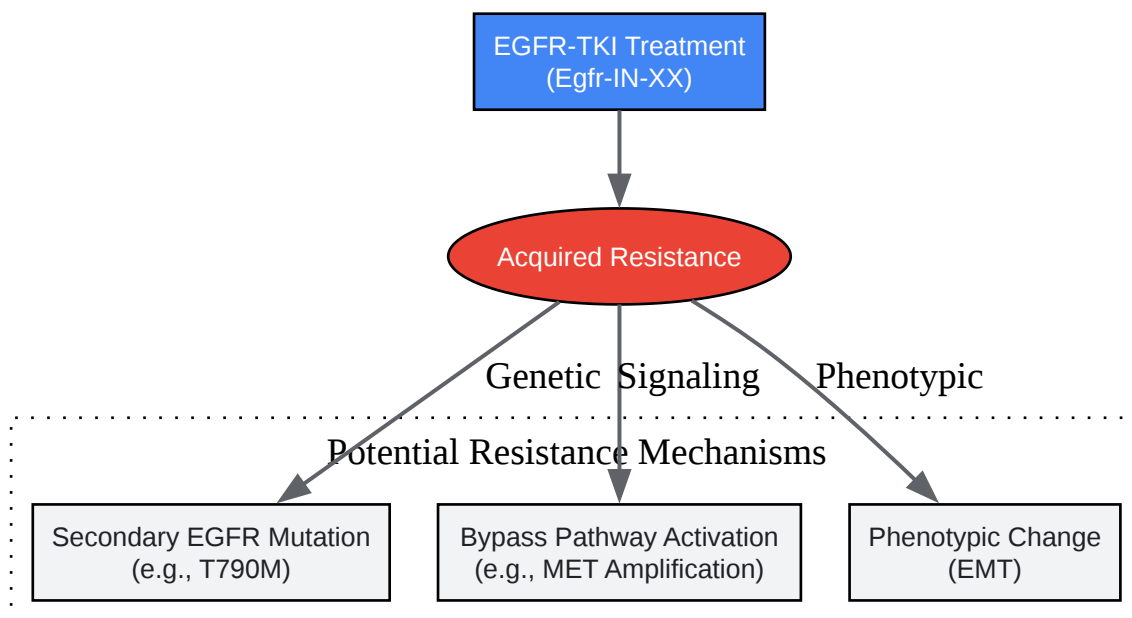 EGFR-TKI Treatment
(Egfr-IN-XX)
Acquired Resistance
Genetic
Signaling
Phenotypic
Potential Resistance Mechanisms
Secondary EGFR Mutation
(e.g., T790M)
Bypass Pathway Activation
(e.g., MET Amplification)
Phenotypic Change
(EMT)